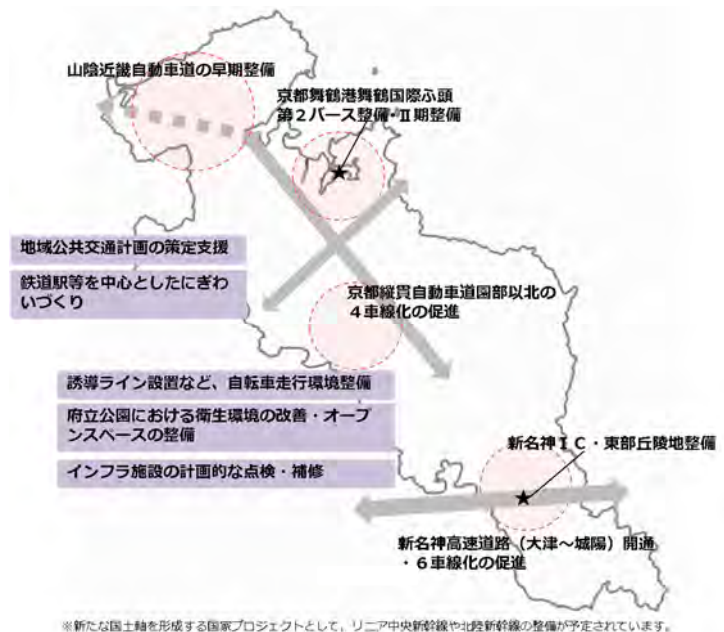 山陰近畿自動車道の早期整備
京都舞鶴港舞鶴国際ふ頭
第2バース整備・Ⅱ期整備
地域公共交通計画の策定支援
鉄道駅等を中心としたにぎわ
いづくり
京都縦貫自動車道園部以北の
4車線化の促進
誘導ライン設置など、自転車走行環境整備
府立公園における衛生環境の改善・オープ
ンスペースの整備
インフラ施設の計画的な点検・補修
新名神IC・東部丘陵地整備
新名神高速道路（大津～城陽）開通
・6車線化の促進
※新たな国土軸を形成する国家プロジェクトとして、リニア中央新幹線や北陸新幹線の整備が予定されています。